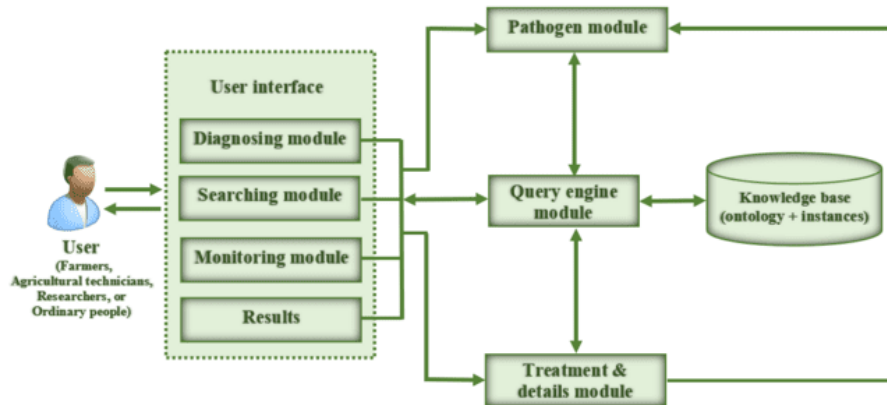 Pathogen module
User interface
Diagnosing module
Searching module
Query engine
module
Knowledge base
(ontology + instances)
User
(Farmers,
Agricultural technicians,
Researchers, or
Ordinary people)
Monitoring module
Results
Treatment &
details module